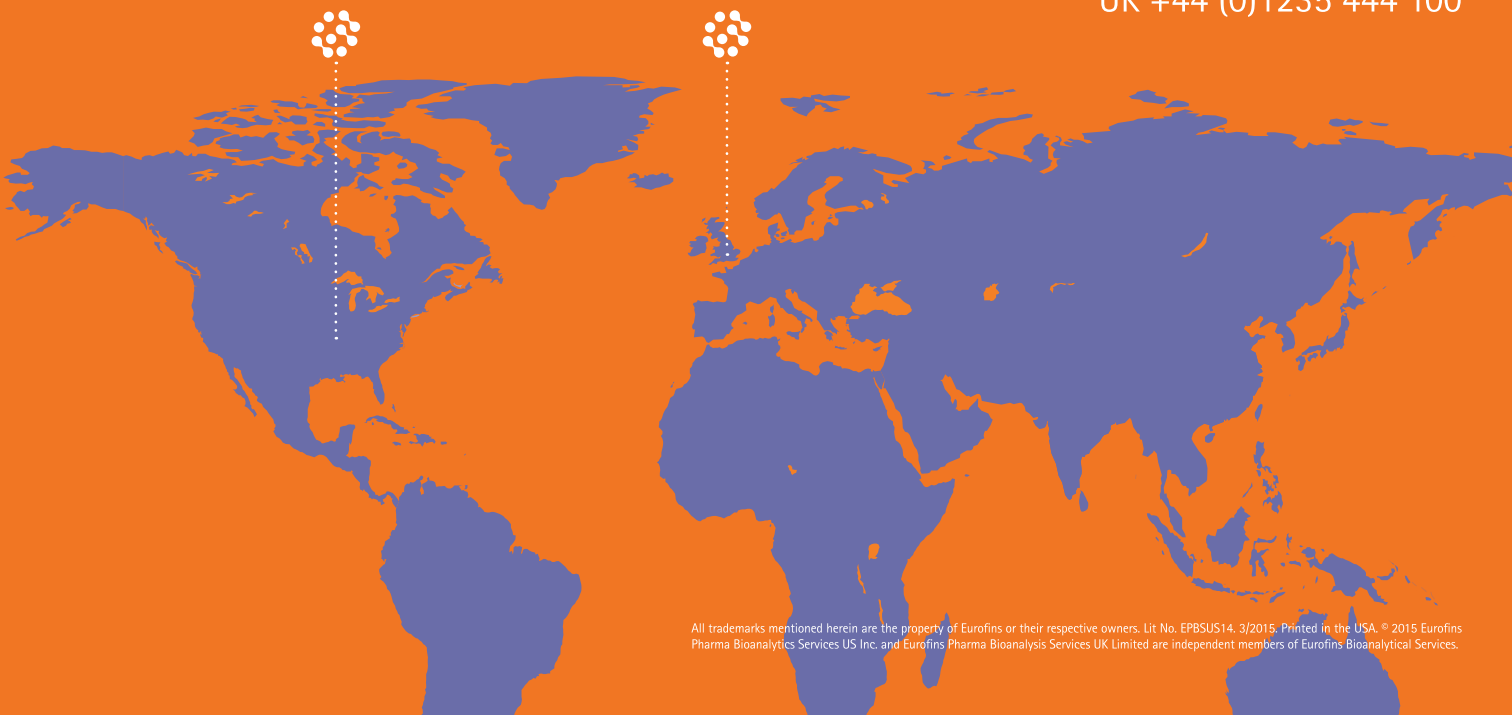 UK +44 (0)1235 444 100
All trademarks mentioned herein are the property of Eurofins or their respective owners. Lit No. EPBSUS14. 3/2015. Printed in the USA. © 2015 Eurofins
Pharma Bioanalytics Services US Inc. and Eurofins Pharma Bioanalysis Services UK Limited are independent members of Eurofins Bioanalytical Services.